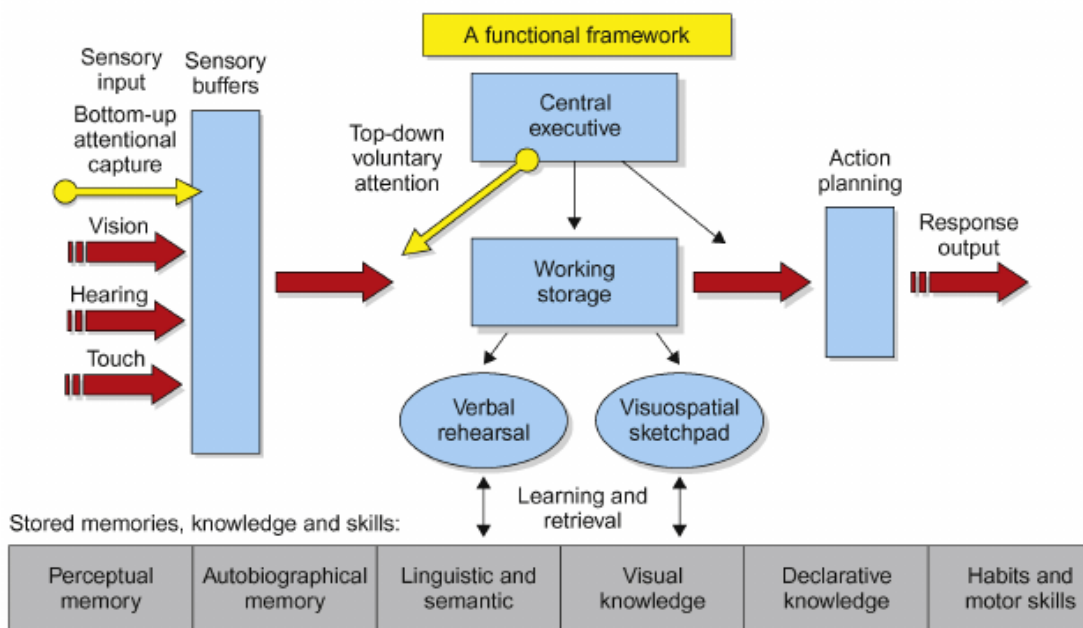 A functional framework
Sensory
input
Sensory
buffers
Bottom-up
attentional
capture
Vision
Hearing
Touch
Top-down
voluntary
attention
Central
executive
Working
storage
Action
planning
Response
output
Verbal
rehearsal
Visuospatial
sketchpad
Learning and
retrieval
Stored memories, knowledge and skills:
Perceptual
memory
Autobiographical
memory
Linguistic and
semantic
Visual
knowledge
Declarative
knowledge
Habits and
motor skills